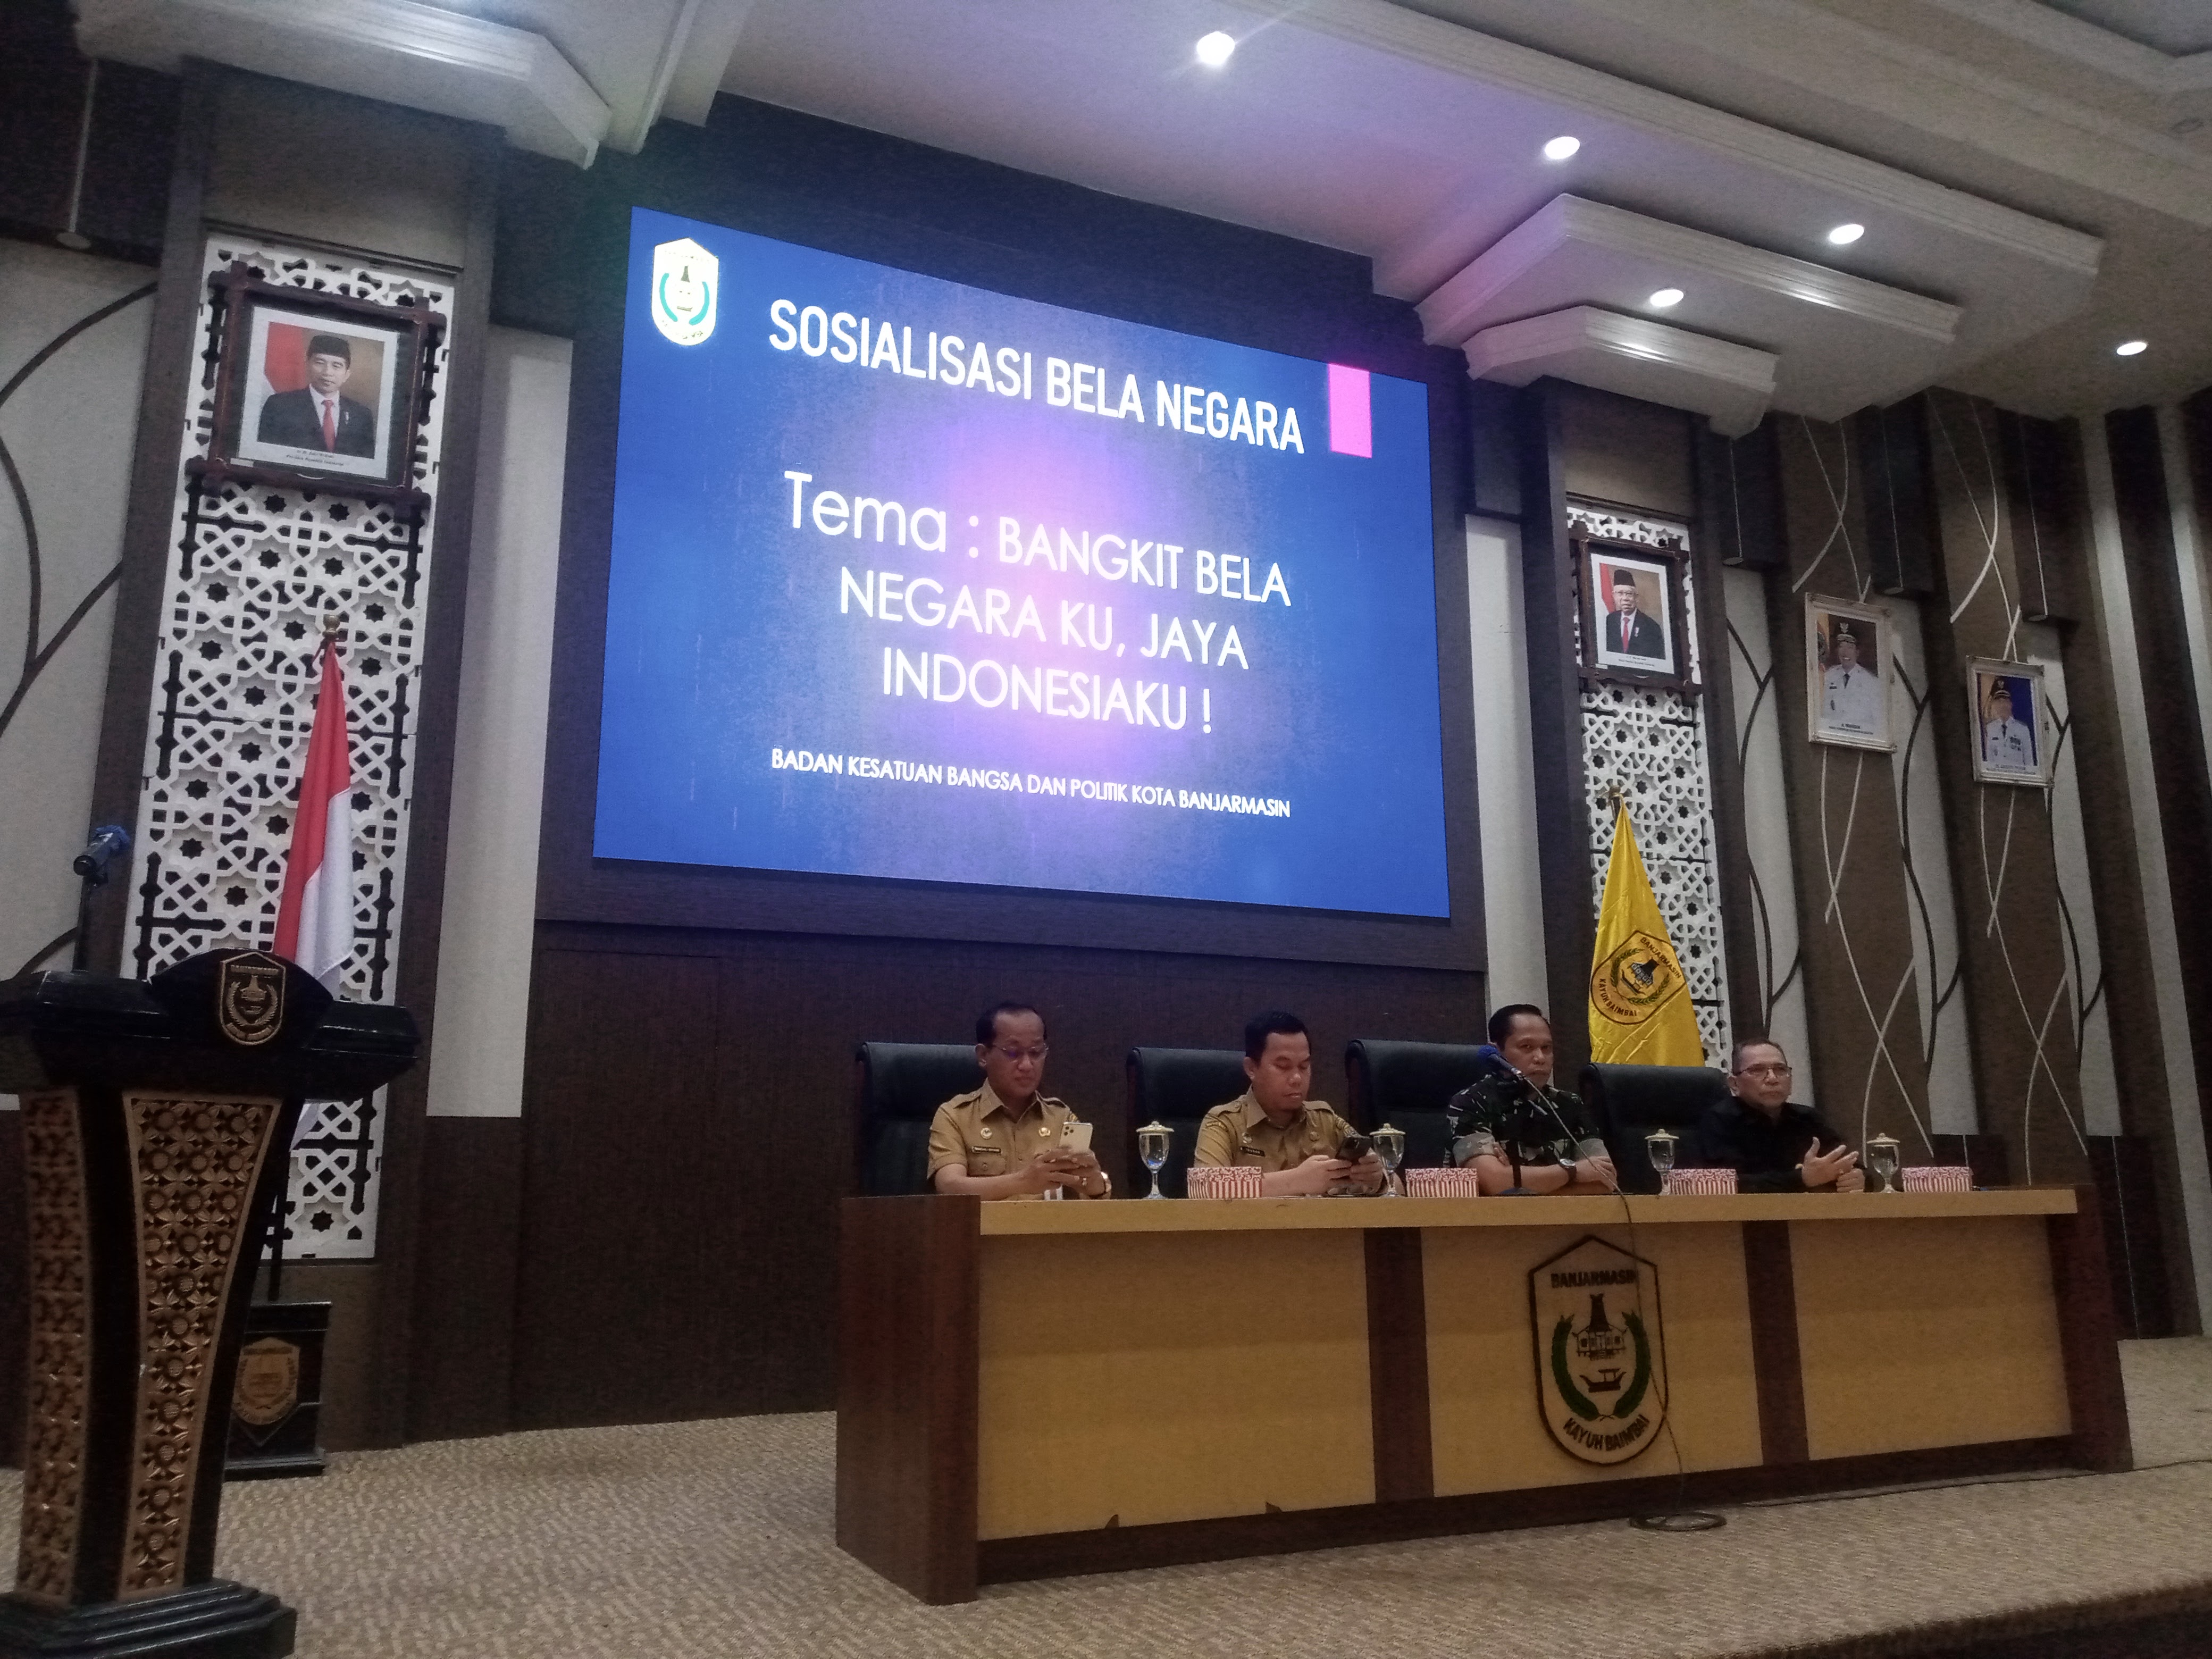 SOSIALISASI BELA NEGARA
Tema : BANGKIT BELA
NEGARA KU, JAYA
INDONESIAKU !
BADAN KESATUAN BANGSA DAN POLITIK KOTA BANJARMASIN
BANJARMASIN
KAYUH BAIMBAI
BANJARMASIN
BANJARMASIN
KAYUH BAIMBAI